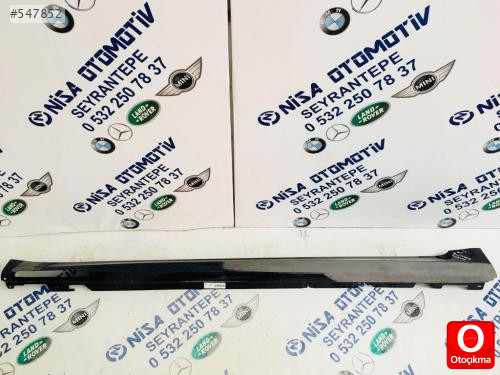 #547852
NİSA OTOMOTİV
SEYRANTEPE
0 532 250 78 37
MINI
LAND ROVER
NİSA OTOMOTİV
SEYRANTEPE
0 532 250 78 37
MINI
LAND ROVER
NİSA OTOMOTİV
SEYRANTEPE
0 532 250 78 37
MINI
LAND ROVER
NİSA OTOMOTİV
SEYRANTEPE
0 532 250 78 37
MINI
LAND ROVER
NİSA OTOMOTİV
SEYRANTEPE
0 532 250 78 37
LAND ROVER
NİSA OTOMOTİV
SEYRANTEPE
0 532 250 78 37
O
Otoçıkma